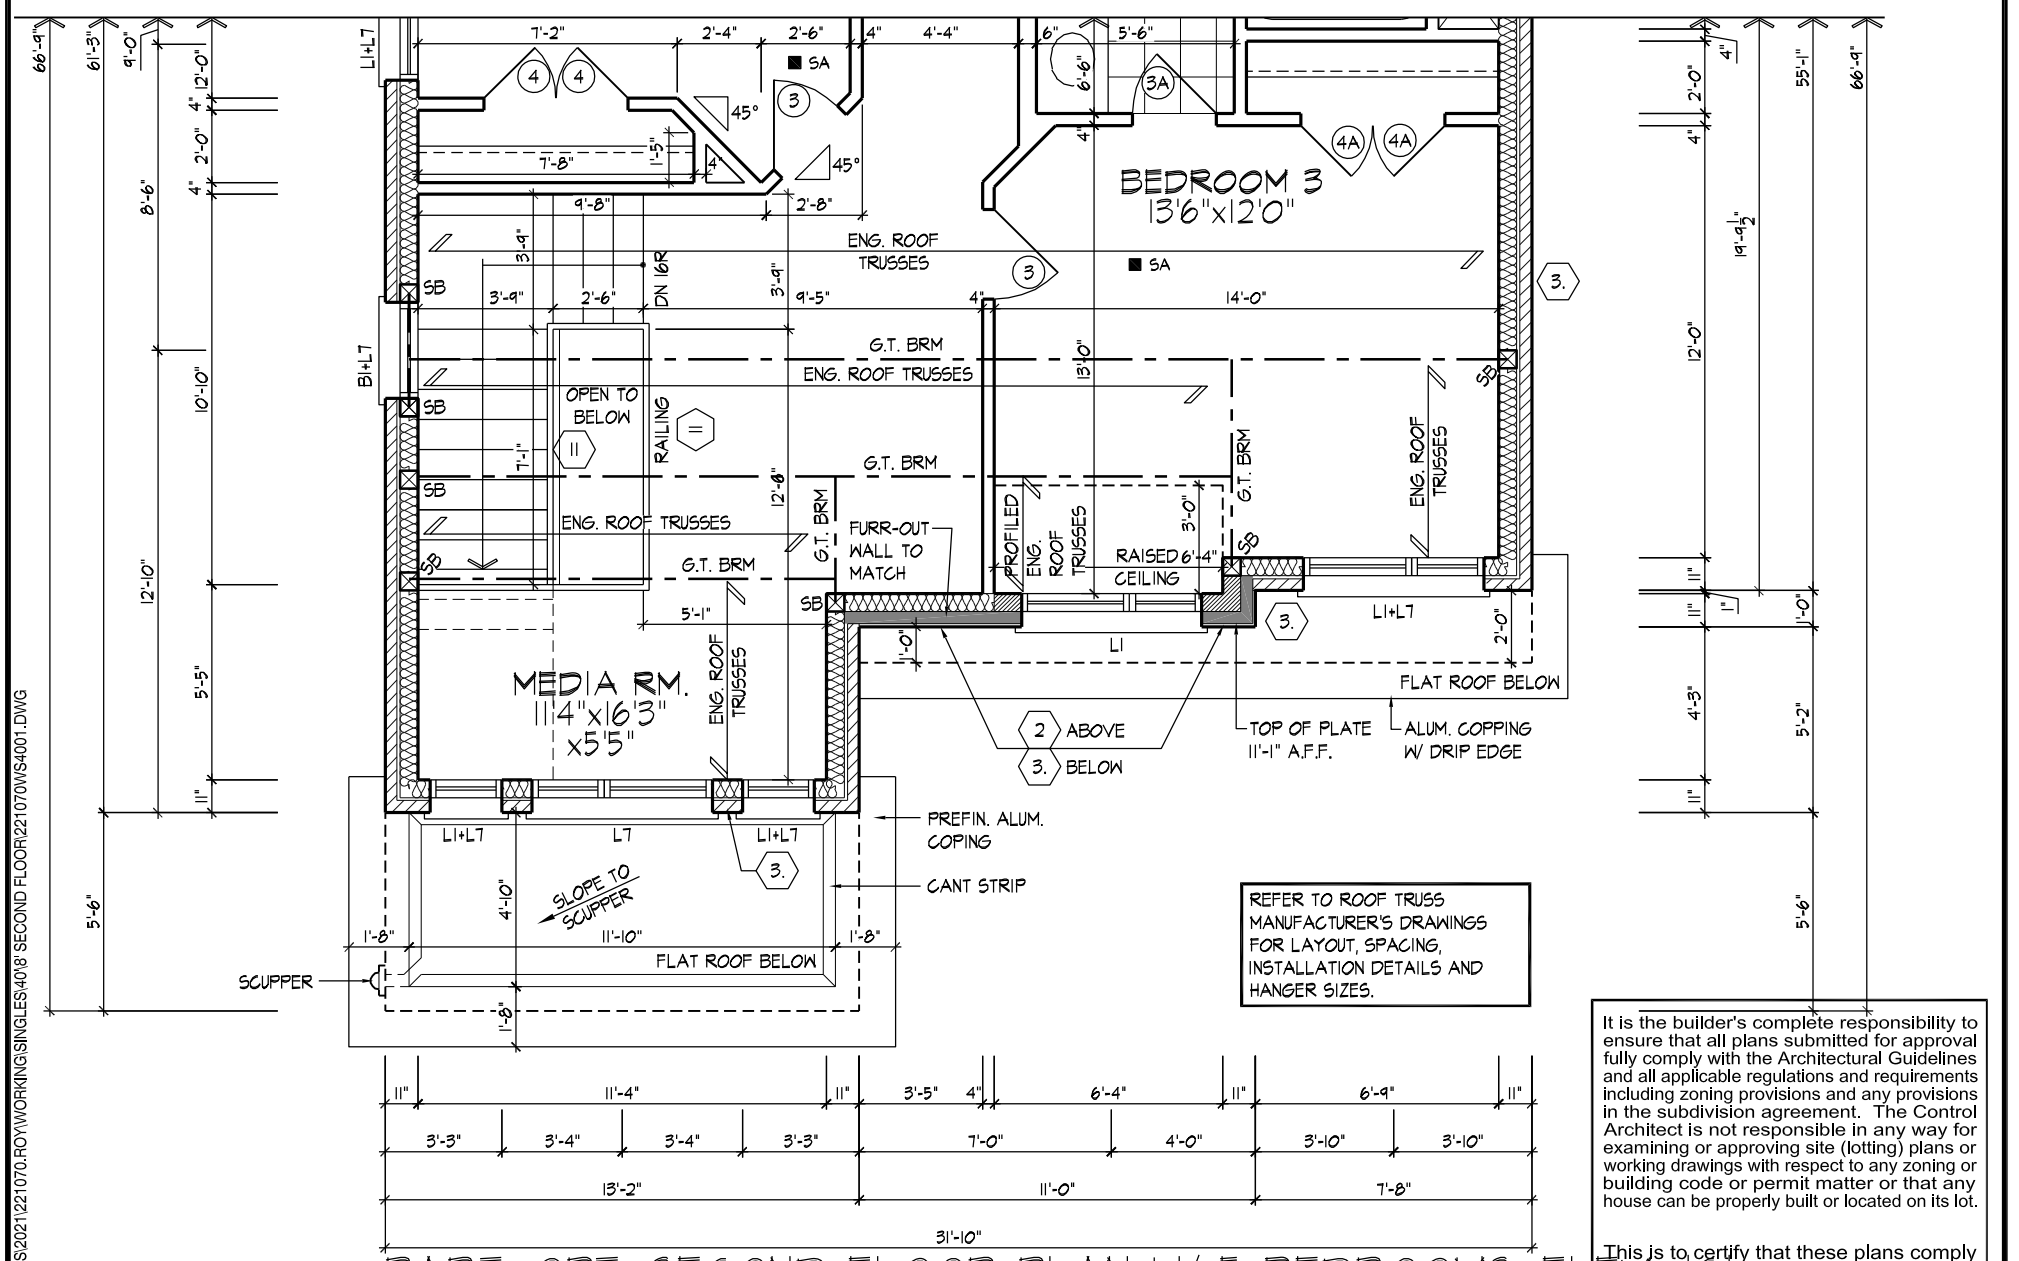 66'-9"
61'-3"
9'-0"
12'-0"
4"
2'-0"
4"
8'-6"
10'-10"
12'-10"
5'-5"
11"
5'-6"
L1+L7
7'-2"
2'-4"
2'-6"
4"
4'-4"
6"
5'-6"
4
4
SA
3
45°
45°
6'-6"
3A
4"
4A
4A
7'-8"
1'-5"
4"
BEDROOM 3
13'6"x12'0"
9'-8"
2'-8"
3'-9"
ENG. ROOF
TRUSSES
SA
3
DN 16R
3'-9"
SB
3'-9"
2'-6"
9'-5"
4"
14'-0"
3.
B1+L7
G.T. BRM
ENG. ROOF TRUSSES
13'-0"
SB
OPEN TO
BELOW
RAILING
11
11
SB
7'-1"
G.T. BRM
G.T. BRM
ENG. ROOF
TRUSSES
SB
12'-6"
ENG. ROOF TRUSSES
G.T. BRM
FURR-OUT
WALL TO
MATCH
PROFILED
ENG.
ROOF
TRUSSES
3'-0"
RAISED
CEILING
6'-4"
SB
SB
G.T. BRM
SB
5'-1"
ENG. ROOF
TRUSSES
1'-0"
L1
3.
L1+L7
2'-0"
MEDIA RM.
11'4"x16'3"
x5'5"
FLAT ROOF BELOW
2 ABOVE
3. BELOW
TOP OF PLATE
11'-1" A.F.F.
ALUM. COPPING
W/ DRIP EDGE
L1+L7
L7
L1+L7
3.
PREFIN. ALUM.
COPING
4'-10"
SLOPE TO
SCUPPER
CANT STRIP
1'-8"
11'-10"
1'-8"
FLAT ROOF BELOW
SCUPPER
1'-8"
REFER TO ROOF TRUSS
MANUFACTURER'S DRAWINGS
FOR LAYOUT, SPACING,
INSTALLATION DETAILS AND
HANGER SIZES.
4"
2'-0"
4"
55'-1"
66'-9"
19'-9 1/2"
12'-0"
11"
11"
1"
1'-0"
4'-3"
5'-2"
11"
5'-6"
11"
11'-4"
11"
3'-5"
4"
6'-4"
11"
6'-9"
11"
3'-3"
3'-4"
3'-4"
3'-3"
7'-0"
4'-0"
3'-10"
3'-10"
13'-2"
11'-0"
7'-8"
31'-10"
It is the builder's complete responsibility to
ensure that all plans submitted for approval
fully comply with the Architectural Guidelines
and all applicable regulations and requirements
including zoning provisions and any provisions
in the subdivision agreement. The Control
Architect is not responsible in any way for
examining or approving site (lotting) plans or
working drawings with respect to any zoning or
building code or permit matter or that any
house can be properly built or located on its lot.
This is to certify that these plans comply
S\2021\221070.ROY\WORKING\SINGLES\40\8' SECOND FLOOR\221070WS4001.DWG